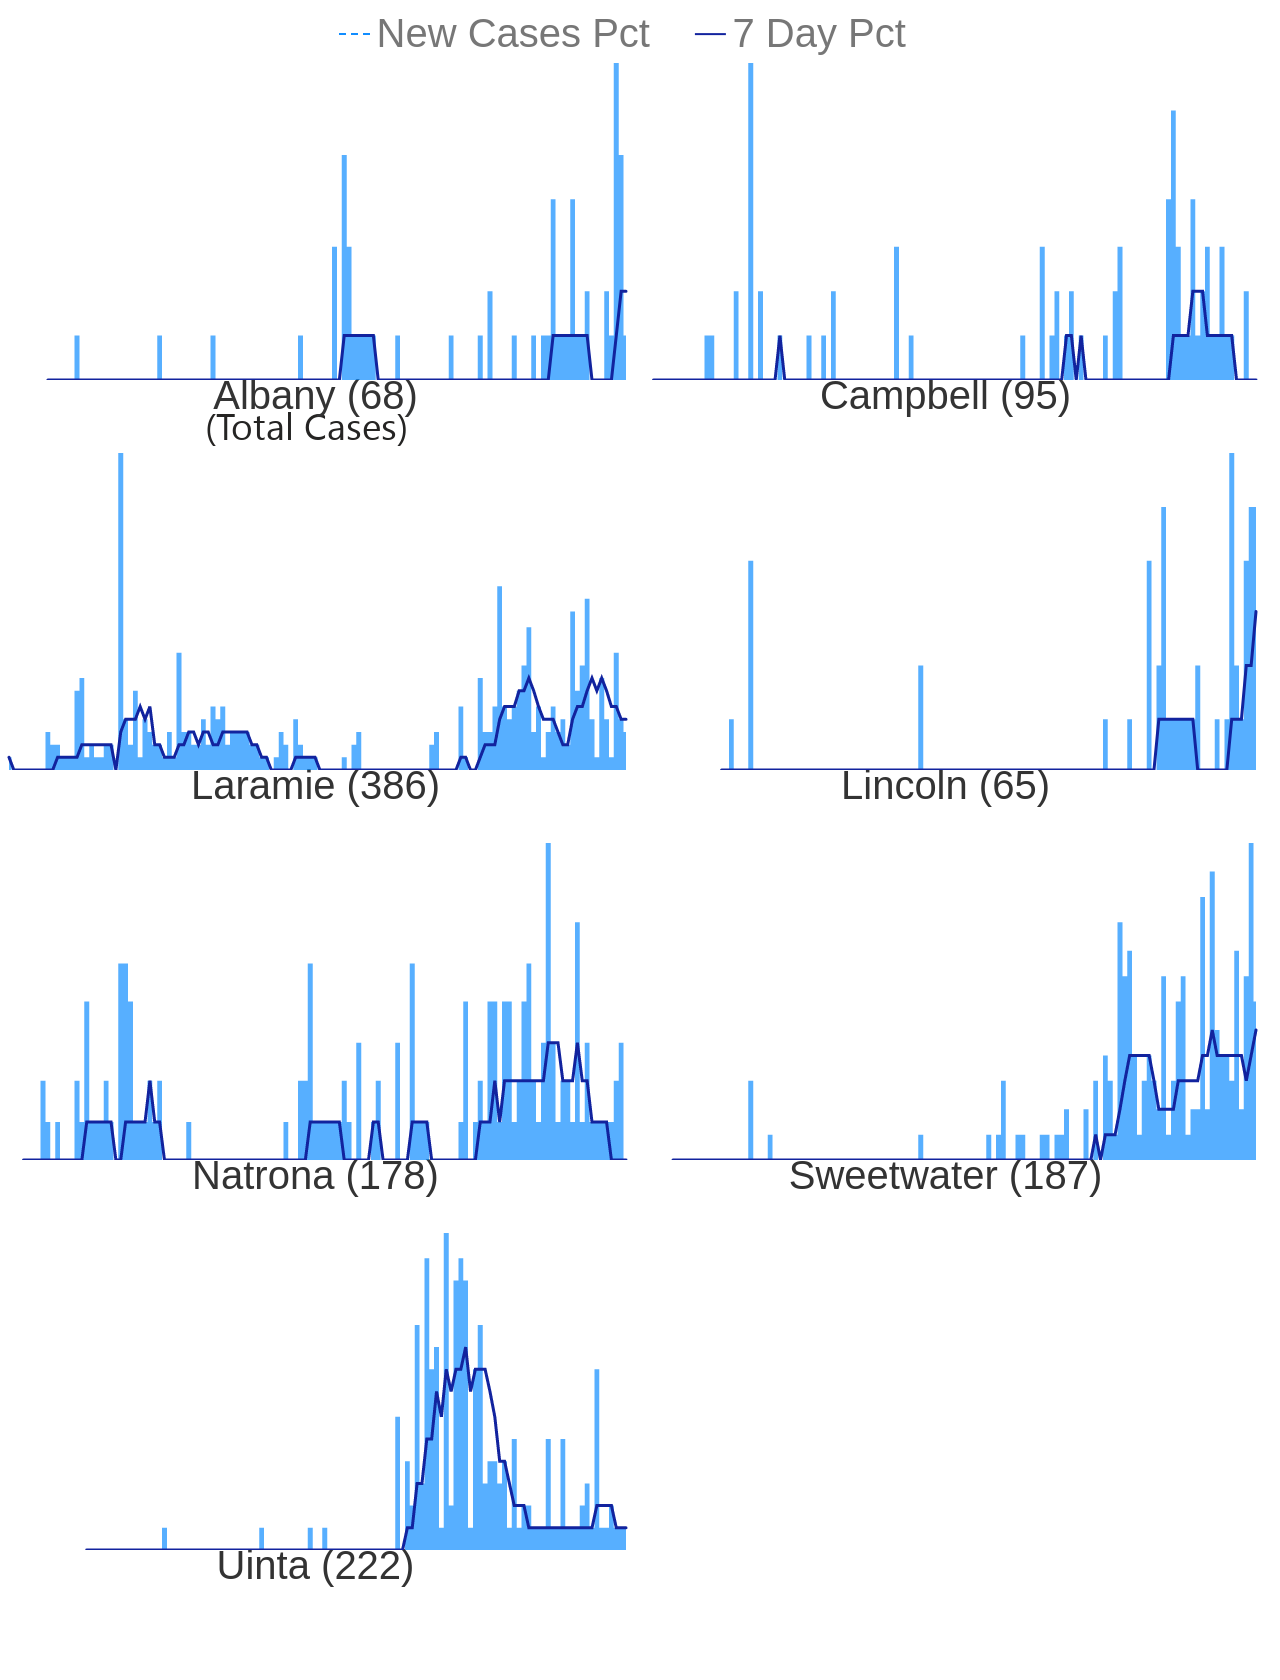 New Cases Pct 7 Day Pct
Albany (68) Campbell (95)
(Total Cases)
Laramie (386) Lincoln (65)
Natrona (178) Sweetwater (187)
Uinta (222)